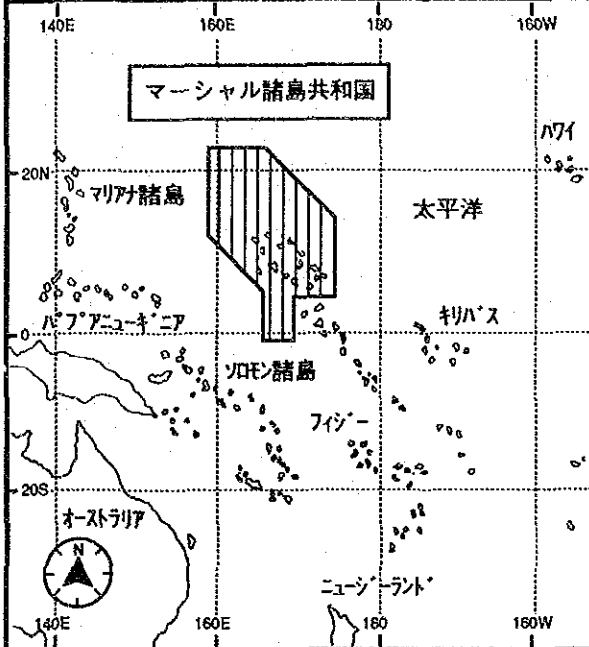 140E 160E 180 160W
マーシャル諸島共和国
ハワイ
20N
マリアナ諸島
太平洋
キリバス
パプアニューギニア
0
ソロモン諸島
フィジー
20S
オーストラリア
N
ニュージーランド
140E 160E 180 160W